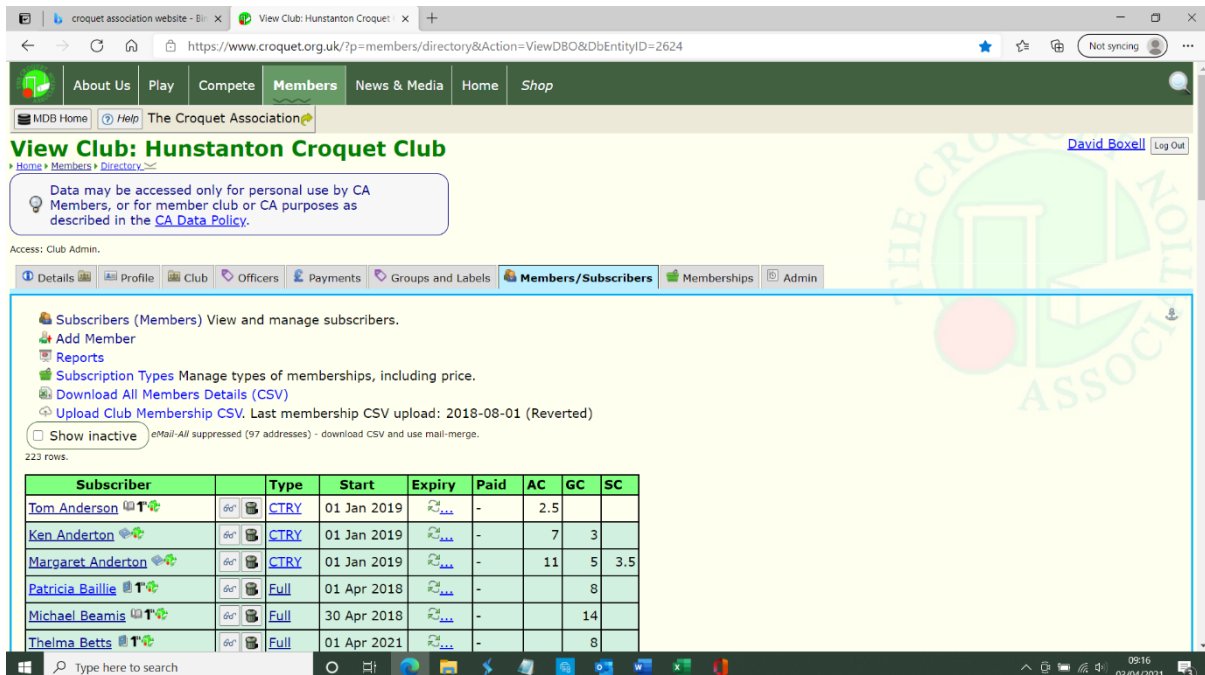 croquet association website - Bin
View Club: Hunstanton Croquet
https://www.croquet.org.uk/?p=members/directory&Action=ViewDBO&DbEntityID=2624
Not syncing
About Us Play Compete Members News & Media Home Shop
MDB Home Help The Croquet Association
View Club: Hunstanton Croquet Club
David Boxell Log Out
Home Members Directory
Data may be accessed only for personal use by CA
Members, or for member club or CA purposes as
described in the CA Data Policy.
Access: Club Admin.
Details Profile Club Officers Payments Groups and Labels Members/Subscribers Memberships Admin
Subscribers (Members) View and manage subscribers.
Add Member
Reports
Subscription Types Manage types of memberships, including price.
Download All Members Details (CSV)
Upload Club Membership CSV. Last membership CSV upload: 2018-08-01 (Reverted)
Show inactive eMail-All suppressed (97 addresses) - download CSV and use mail-merge.
223 rows.
Subscriber Type Start Expiry Paid AC GC SC
Tom Anderson CTRY 01 Jan 2019 ... - 2.5
Ken Anderton CTRY 01 Jan 2019 ... - 7 3
Margaret Anderton CTRY 01 Jan 2019 ... - 11 5 3.5
Patricia Baillie Full 01 Apr 2018 ... - 8
Michael Beamis Full 30 Apr 2018 ... - 14
Thelma Betts Full 01 Apr 2021 ... - 8
THE CROQUET ASSOCIATION
Type here to search
09:16
03/04/2021